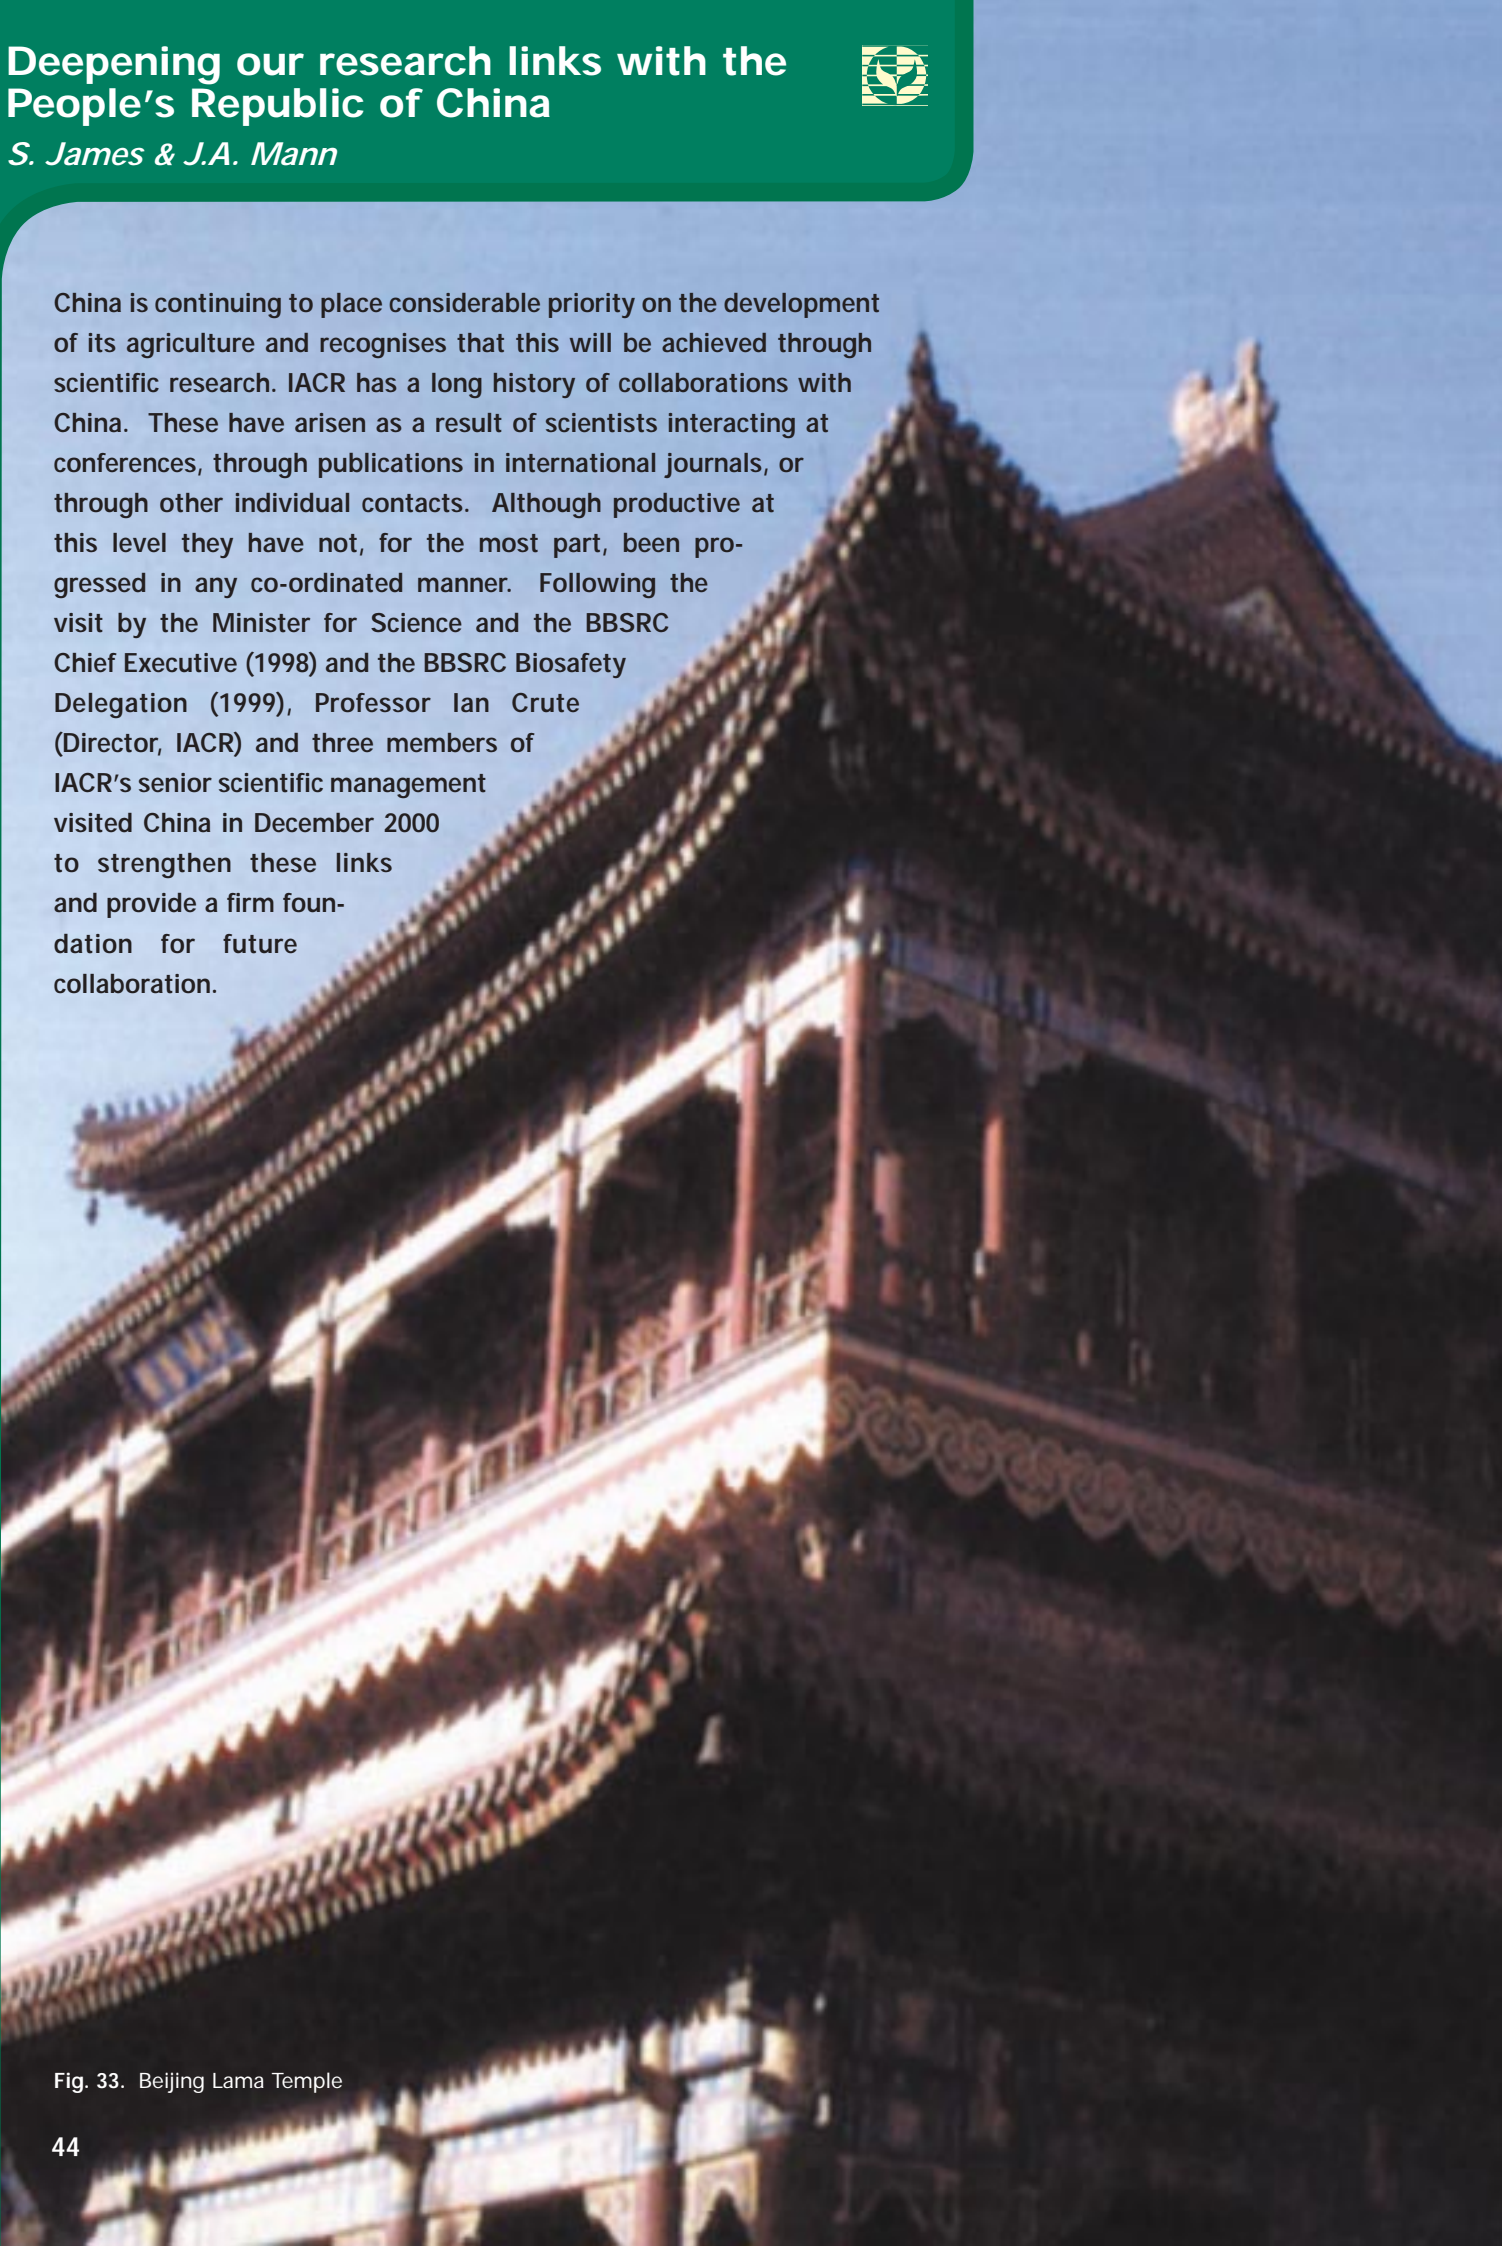 Deepening our research links with the
People's Republic of China
S. James & J.A. Mann
China is continuing to place considerable priority on the development
of its agriculture and recognises that this will be achieved through
scientific research. IACR has a long history of collaborations with
China. These have arisen as a result of scientists interacting at
conferences, through publications in international journals, or
through other individual contacts. Although productive at
this level they have not, for the most part, been pro-
gressed in any co-ordinated manner. Following the
visit by the Minister for Science and the BBSRC
Chief Executive (1998) and the BBSRC Biosafety
Delegation (1999), Professor Ian Crute
(Director, IACR) and three members of
IACR's senior scientific management
visited China in December 2000
to strengthen these links
and provide a firm foun-
dation for future
collaboration.
Fig. 33. Beijing Lama Temple
44